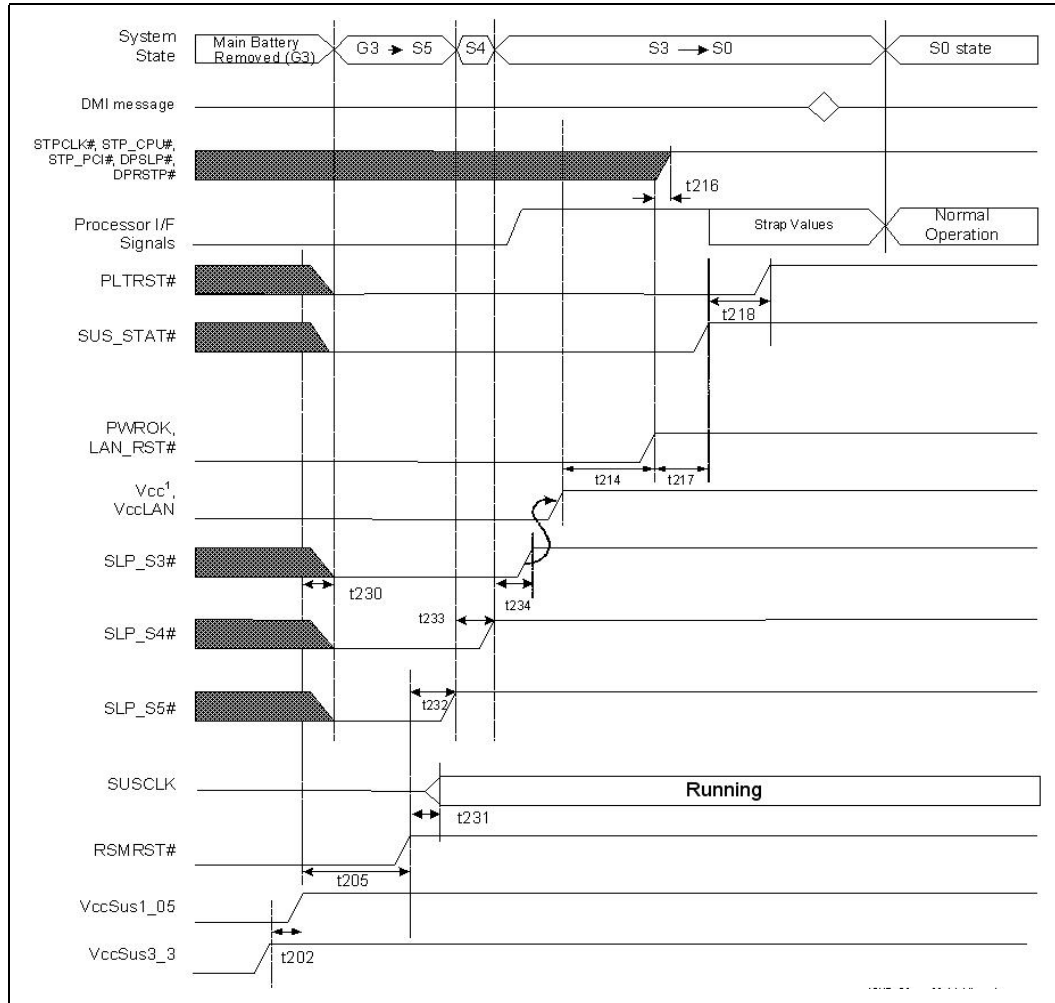 System
State
Main Battery
Removed (G3)
G3 → S5
S4
S3 → S0
S0 state
DMI message
STPCLK#, STP_CPU#,
STP_PCI#, DPSLP#,
DPRSTP#
t216
Processor I/F
Signals
Strap Values
Normal
Operation
PLTRST#
t218
SUS_STAT#
PWROK,
LAN_RST#
t214
t217
Vcc¹,
VccLAN
SLP_S3#
t230
t234
t233
SLP_S4#
SLP_S5#
t232
SUSCLK
Running
t231
RSMRST#
t205
VccSus1_05
VccSus3_3
t202